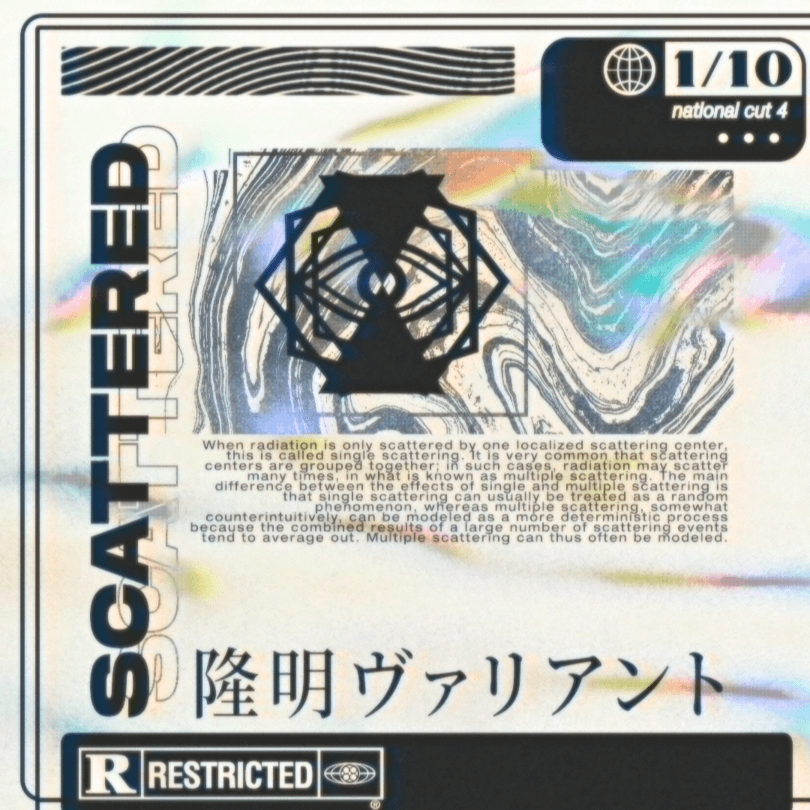 1/10
national cut 4
SCATTERED
SCATTERED
When radiation is only scattered by one localized scattering center,
this is called single scattering. It is very common that scattering
centers are grouped together; in such cases, radiation may scatter
many times, in what is known as multiple scattering. The main
difference between the effects of single and multiple scattering is
that single scattering can usually be treated as a random
phenomenon, whereas multiple scattering, somewhat
counterintuitively, can be modeled as a more deterministic process
because the combined results of a large number of scattering events
tend to average out. Multiple scattering can thus often be modeled.
隆明ヴァリアント
R RESTRICTED
®